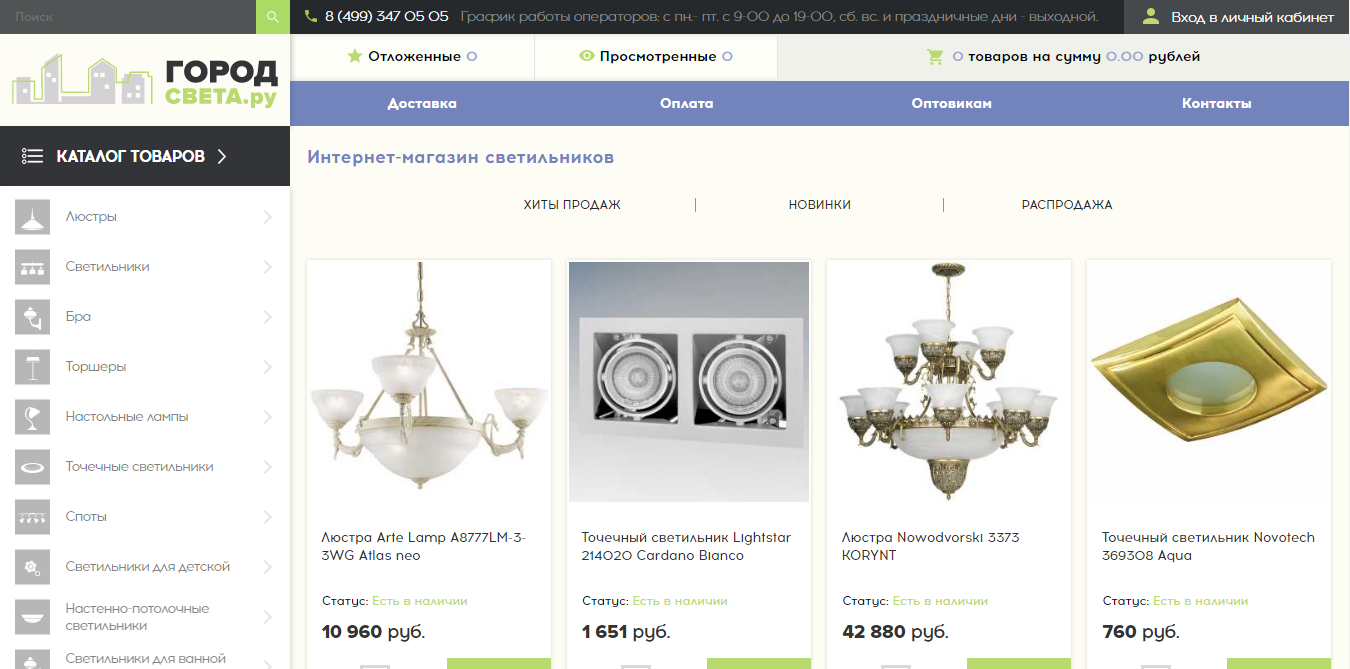 Поиск
8 (499) 347 05 05 График работы операторов: с пн.- пт. с 9-00 до 19-00, сб. вс. и праздничные дни - выходной.
Вход в личный кабинет
ГОРОД
СВЕТА.ру
Отложенные 0
Просмотренные 0
0 товаров на сумму 0.00 рублей
Доставка
Оплата
Оптовикам
Контакты
КАТАЛОГ ТОВАРОВ
Люстры
Светильники
Бра
Торшеры
Настольные лампы
Точечные светильники
Споты
Светильники для детской
Настенно-потолочные
светильники
Светильники для ванной
Интернет-магазин светильников
ХИТЫ ПРОДАЖ
НОВИНКИ
РАСПРОДАЖА
Люстра Arte Lamp A8777LM-3-
3WG Atlas neo
Статус: Есть в наличии
10 960 руб.
Точечный светильник Lightstar
214020 Cardano Bianco
Статус: Есть в наличии
1 651 руб.
Люстра Nowodvorski 3373
KORYNT
Статус: Есть в наличии
42 880 руб.
Точечный светильник Novotech
369308 Aqua
Статус: Есть в наличии
760 руб.